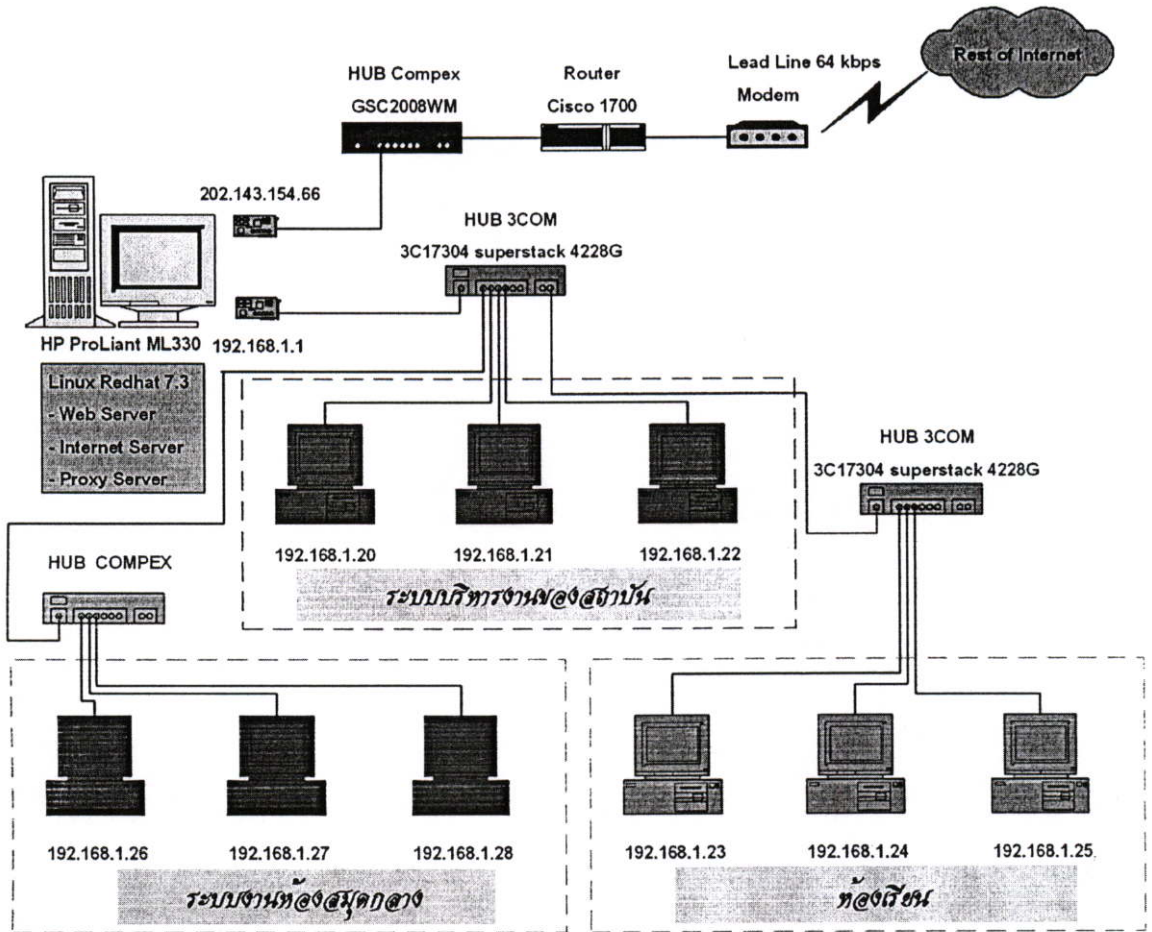 Rest of Internet
Lead Line 64 kbps
Modem
Router
Cisco 1700
HUB Compex
GSC2008WM
202.143.154.66
HUB 3COM
3C17304 superstack 4228G
HP ProLiant ML330
192.168.1.1
Linux Redhat 7.3
- Web Server
- Internet Server
- Proxy Server
HUB 3COM
3C17304 superstack 4228G
192.168.1.20
192.168.1.21
192.168.1.22
ระบบบริหารงานของสถาบัน
HUB COMPEX
192.168.1.26
192.168.1.27
192.168.1.28
ระบบงานห้องสมุดกลาง
192.168.1.23
192.168.1.24
192.168.1.25
ห้องเรียน